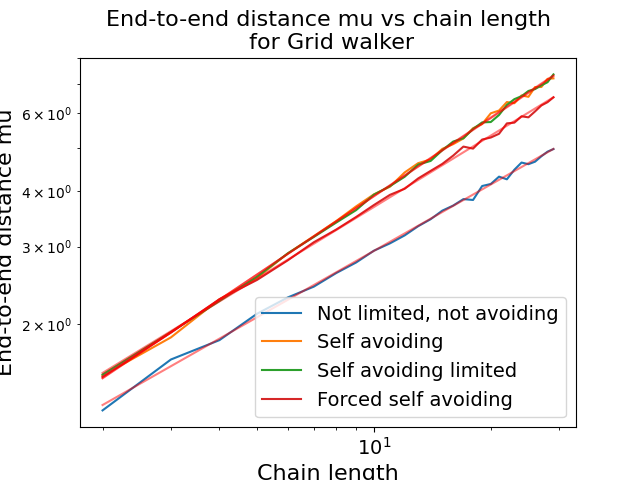 End-to-end distance mu vs chain length
for Grid walker
End-to-end distance mu
6 × 10⁰
4 × 10⁰
3 × 10⁰
2 × 10⁰
Not limited, not avoiding
Self avoiding
Self avoiding limited
Forced self avoiding
10¹
Chain length